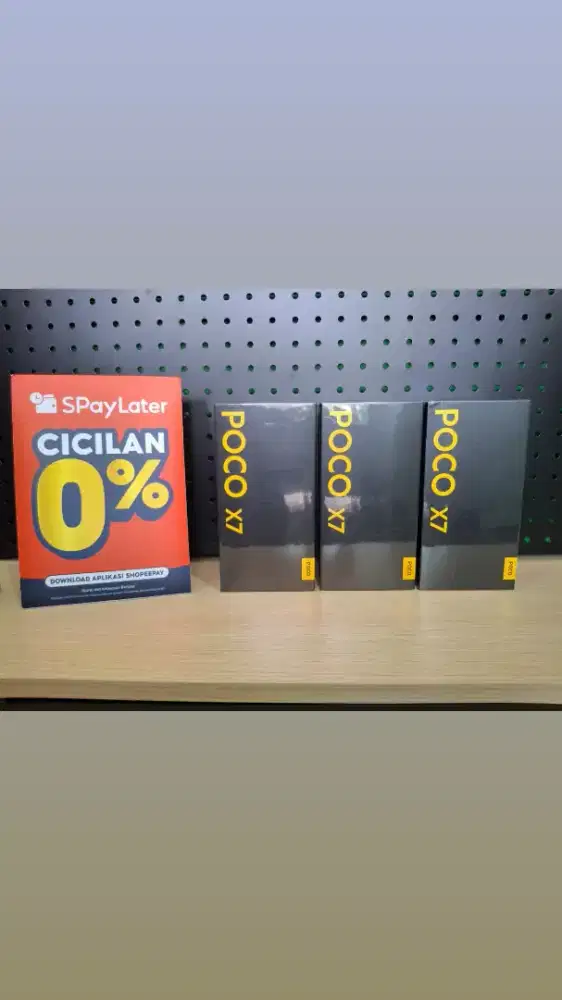 SPayLater
CICILAN
0%
DOWNLOAD APLIKASI SHOPEEPAY
POCO X7
POCO
POCO X7
POCO
POCO X7
POCO